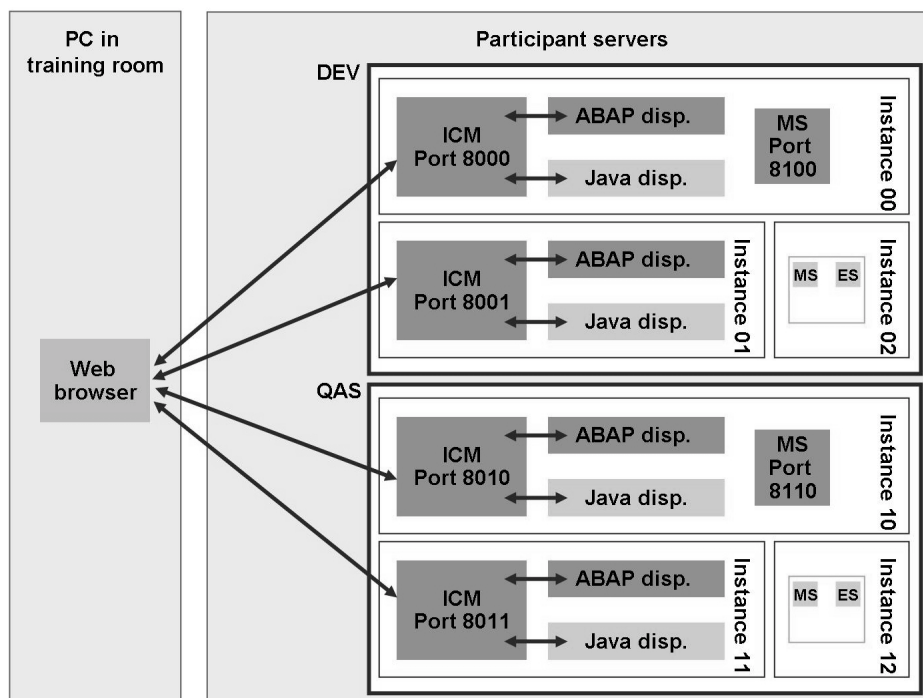 PC in
training room
Participant servers
DEV
ICM
Port 8000
ABAP disp.
Java disp.
MS
Port
8100
Instance 00
ICM
Port 8001
ABAP disp.
Java disp.
Instance 01
MS
ES
Instance 02
Web
browser
QAS
ICM
Port 8010
ABAP disp.
Java disp.
MS
Port
8110
Instance 10
ICM
Port 8011
ABAP disp.
Java disp.
Instance 11
MS
ES
Instance 12